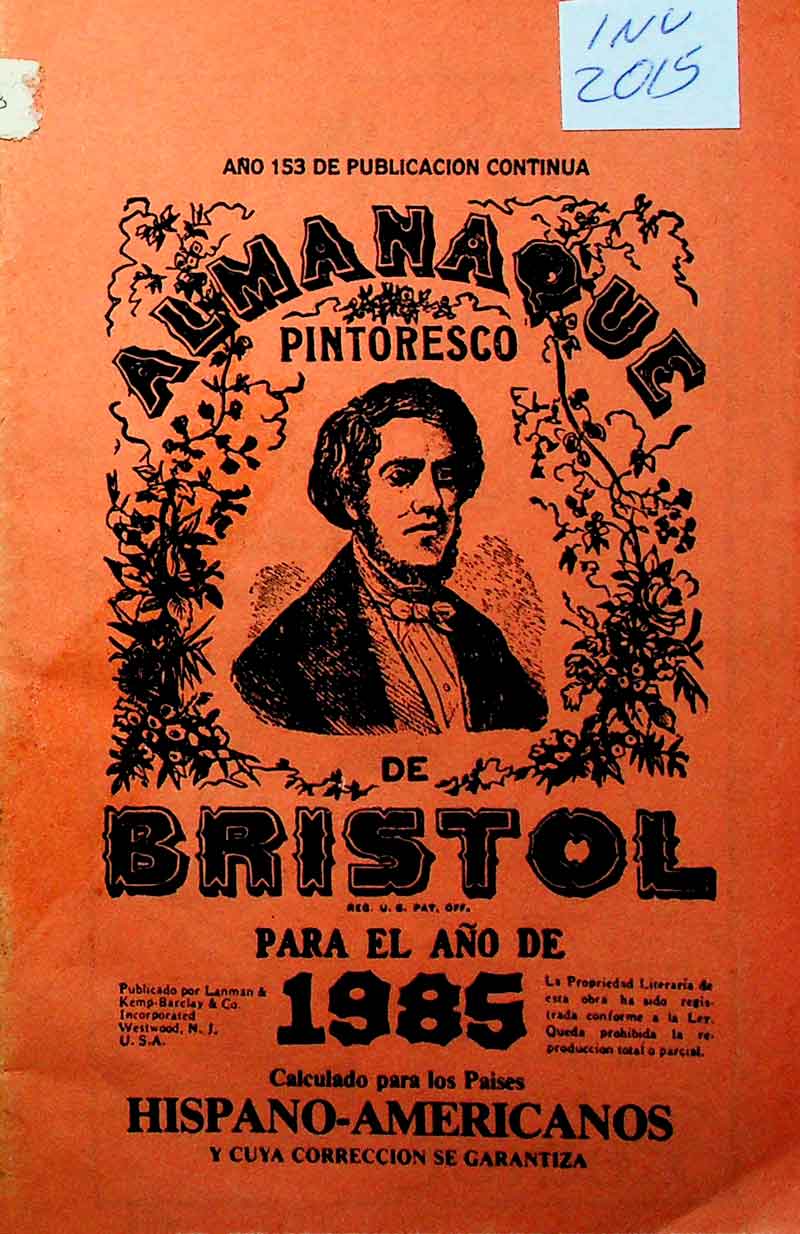 INV
2015
AÑO 153 DE PUBLICACION CONTINUA
ALMANAQUE
PINTORESCO
DE
BRISTOL
REG. U. S. PAT. OFF.
PARA EL AÑO DE
1985
Publicado por Lanman &
Kemp-Barclay & Co.
Incorporated
Westwood, N. J.
U. S. A.
La Propriedad Literaria de
esta obra ha sido regis-
trada conforme a la Ley.
Queda prohibida la re-
produccion total o parcial.
Calculado para los Paises
HISPANO-AMERICANOS
Y CUYA CORRECCION SE GARANTIZA